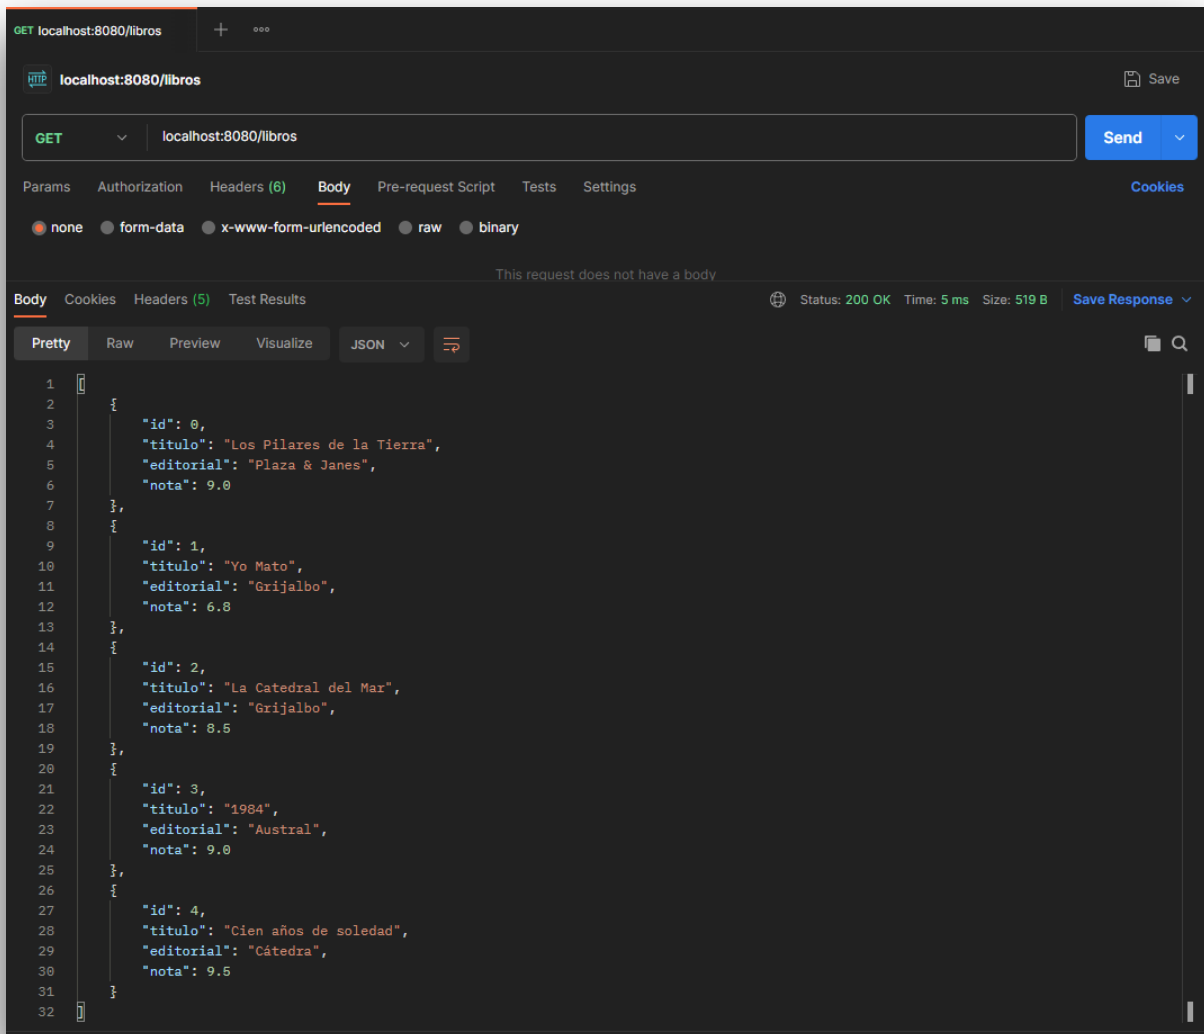 GET localhost:8080/libros
HTTP localhost:8080/libros Save
GET localhost:8080/libros Send
Params Authorization Headers (6) Body Pre-request Script Tests Settings Cookies
none form-data x-www-form-urlencoded raw binary
This request does not have a body
Body Cookies Headers (5) Test Results Status: 200 OK Time: 5 ms Size: 519 B Save Response
Pretty Raw Preview Visualize JSON
1 [
2 {
3 "id": 0,
4 "titulo": "Los Pilares de la Tierra",
5 "editorial": "Plaza & Janes",
6 "nota": 9.0
7 },
8 {
9 "id": 1,
10 "titulo": "Yo Mato",
11 "editorial": "Grijalbo",
12 "nota": 6.8
13 },
14 {
15 "id": 2,
16 "titulo": "La Catedral del Mar",
17 "editorial": "Grijalbo",
18 "nota": 8.5
19 },
20 {
21 "id": 3,
22 "titulo": "1984",
23 "editorial": "Austral",
24 "nota": 9.0
25 },
26 {
27 "id": 4,
28 "titulo": "Cien años de soledad",
29 "editorial": "Cátedra",
30 "nota": 9.5
31 }
32 ]